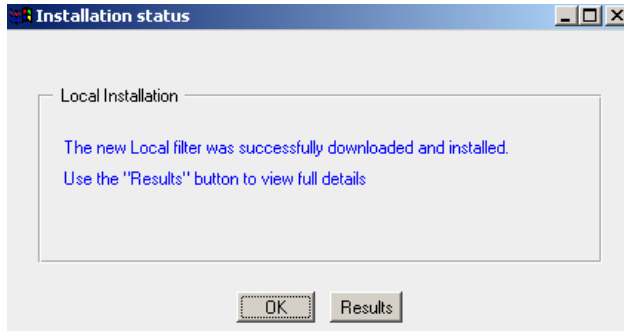 Installation status
Local Installation
The new Local filter was successfully downloaded and installed.
Use the "Results" button to view full details
OK
Results